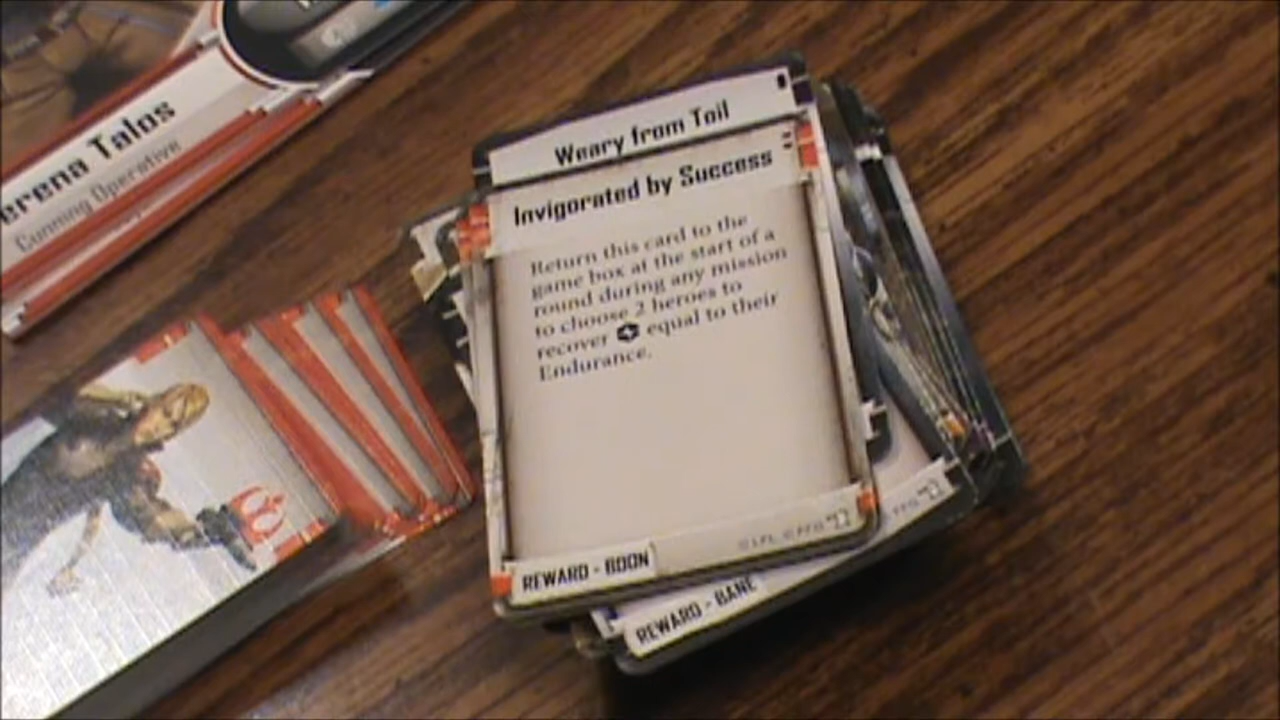 erena Talos
Cunning Operative
Weary from Toil
Invigorated by Success
Return this card to the
game box at the start of a
round during any mission
to choose 2 heroes to
recover equal to their
Endurance.
REWARD - BOON
REWARD - BANE